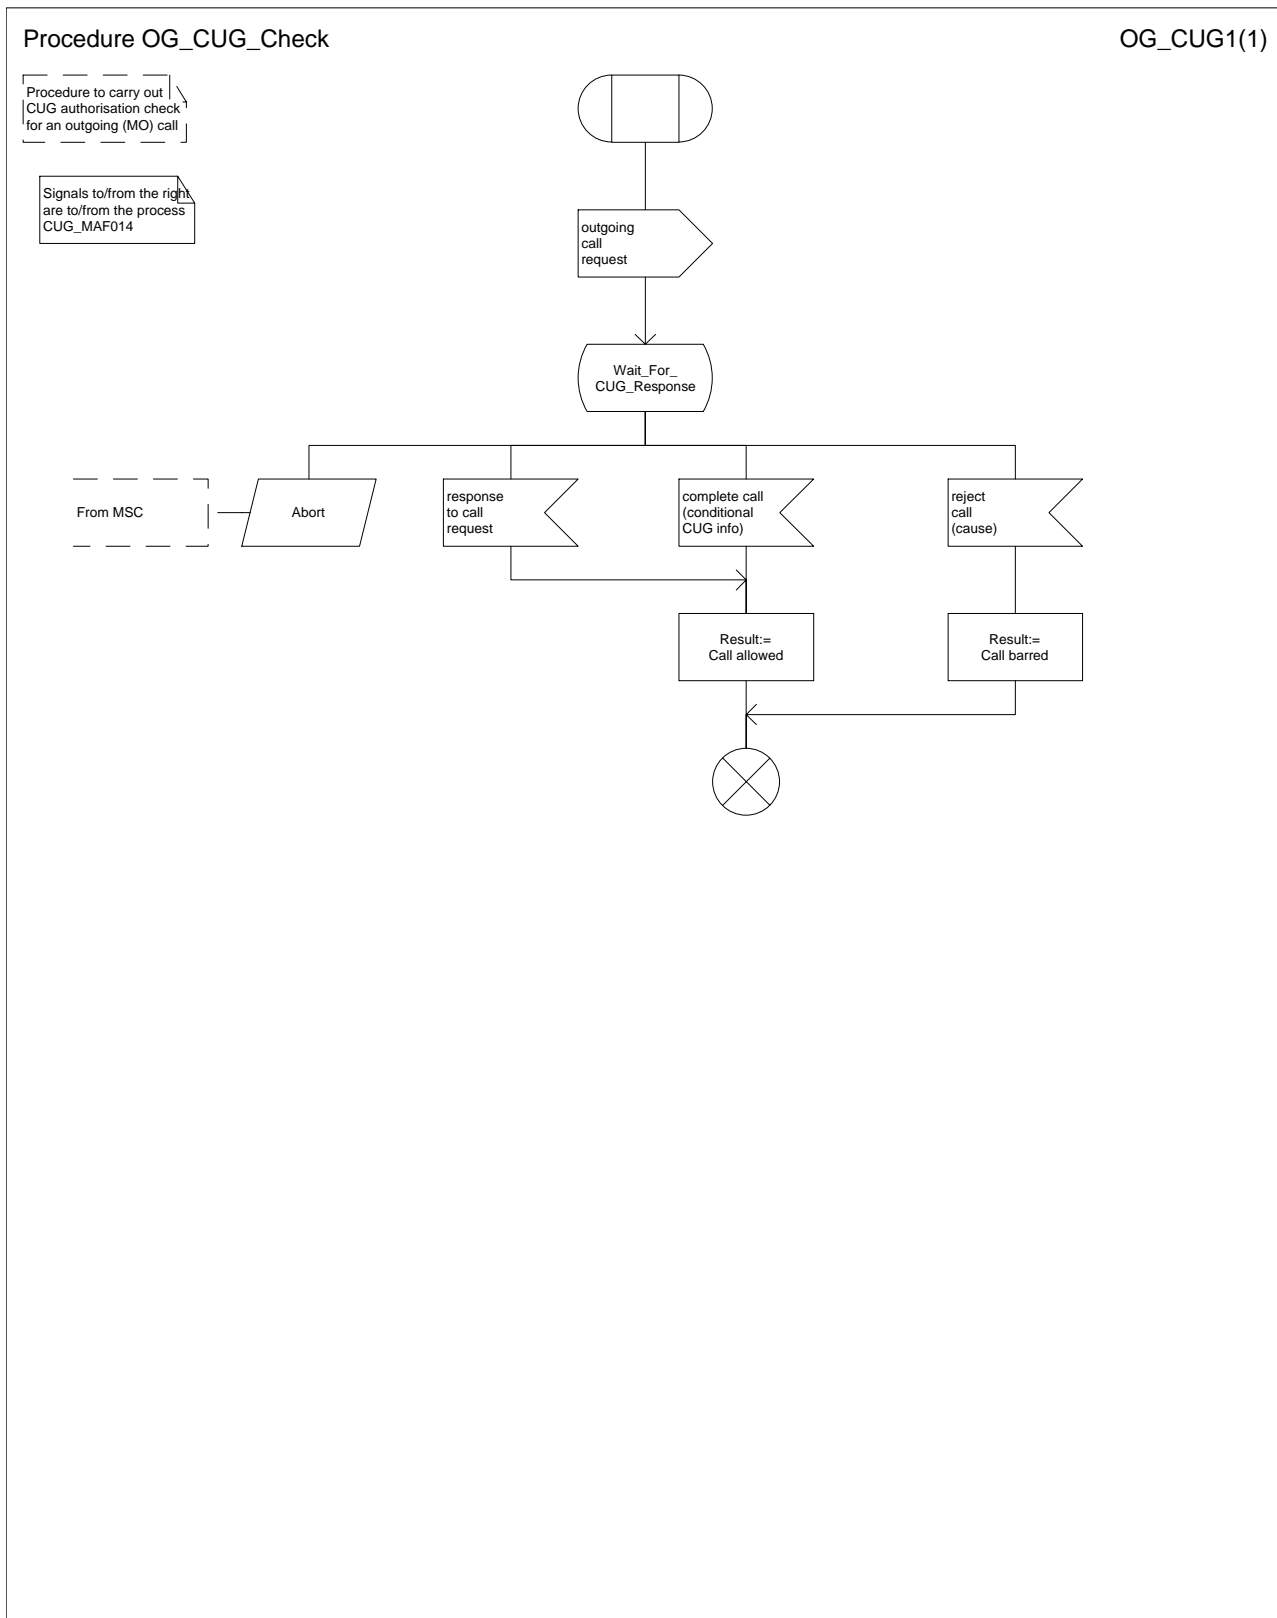 Procedure OG_CUG_Check
OG_CUG1(1)
Procedure to carry out
CUG authorisation check
for an outgoing (MO) call
Signals to/from the right
are to/from the process
CUG_MAF014
outgoing
call
request
Wait_For_
CUG_Response
From MSC
Abort
response
to call
request
complete call
(conditional
CUG info)
reject
call
(cause)
Result:=
Call allowed
Result:=
Call barred